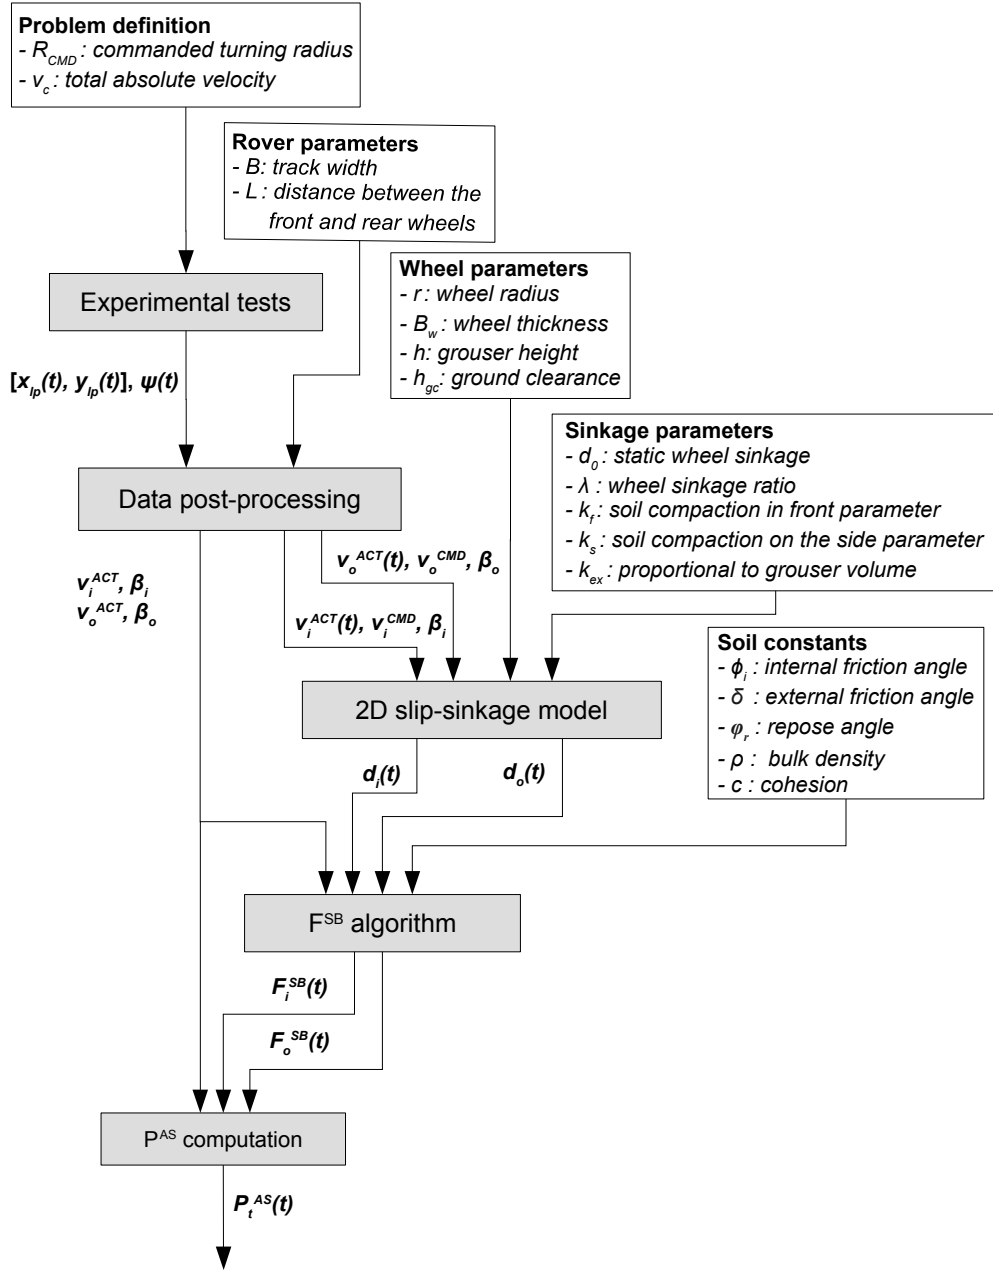 Problem definition
- R_CMD : commanded turning radius
- v_c : total absolute velocity
Rover parameters
- B: track width
- L : distance between the
front and rear wheels
Wheel parameters
- r : wheel radius
- B_w : wheel thickness
- h: grouser height
- h_gc: ground clearance
Experimental tests
[x_lp(t), y_lp(t)], ψ(t)
Sinkage parameters
- d_0 : static wheel sinkage
- λ : wheel sinkage ratio
- k_f : soil compaction in front parameter
- k_s : soil compaction on the side parameter
- k_ex : proportional to grouser volume
Data post-processing
v_o^ACT(t), v_o^CMD, β_o
v_i^ACT, β_i
v_o^ACT, β_o
v_i^ACT(t), v_i^CMD, β_i
Soil constants
- ϕ_i : internal friction angle
- δ : external friction angle
- φ_r : repose angle
- ρ : bulk density
- c : cohesion
2D slip-sinkage model
d_i(t)
d_o(t)
F^SB algorithm
F_i^SB(t)
F_o^SB(t)
P^AS computation
P_t^AS(t)